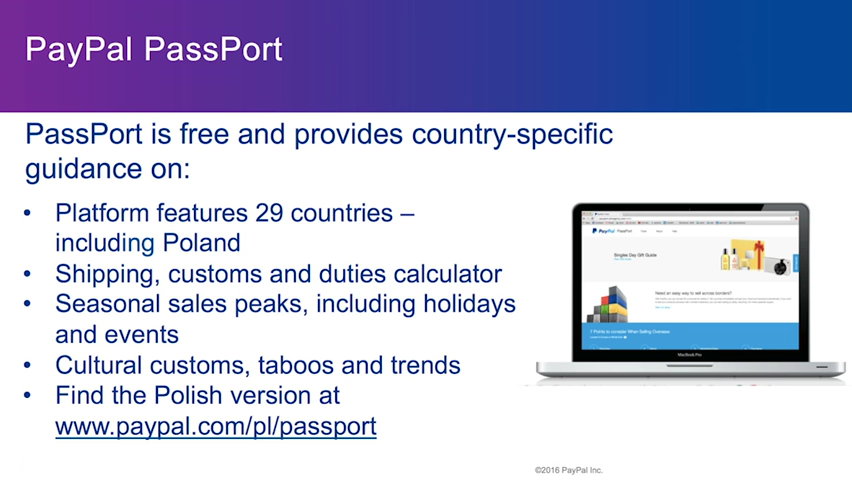 PayPal PassPort
PassPort is free and provides country-specific
guidance on:
• Platform features 29 countries –
including Poland
• Shipping, customs and duties calculator
• Seasonal sales peaks, including holidays
and events
• Cultural customs, taboos and trends
• Find the Polish version at
www.paypal.com/pl/passport
PayPal PassPort
Singles Day Gift Guide
Need an easy way to sell across borders?
7 Points to consider When Selling Overseas
MacBook Pro
©2016 PayPal Inc.